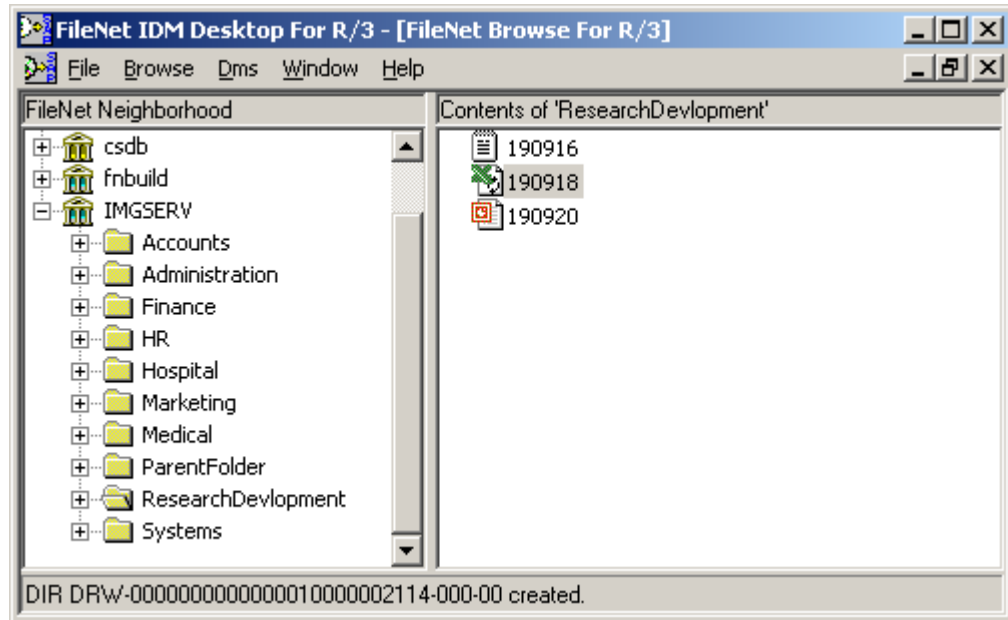 FileNet IDM Desktop For R/3 - [FileNet Browse For R/3]
File Browse Dms Window Help
FileNet Neighborhood
csdb
fnbuild
IMGSERV
Accounts
Administration
Finance
HR
Hospital
Marketing
Medical
ParentFolder
ResearchDevlopment
Systems
Contents of 'ResearchDevlopment'
190916
190918
190920
DIR DRW-0000000000000010000002114-000-00 created.